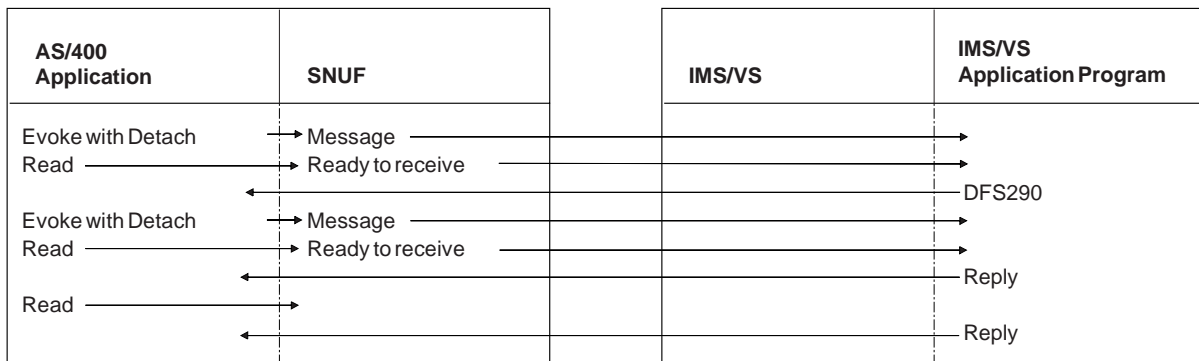 AS/400
Application
SNUF
IMS/VS
IMS/VS
Application Program
Evoke with Detach
Message
Read
Ready to receive
DFS290
Evoke with Detach
Message
Read
Ready to receive
Reply
Read
Reply